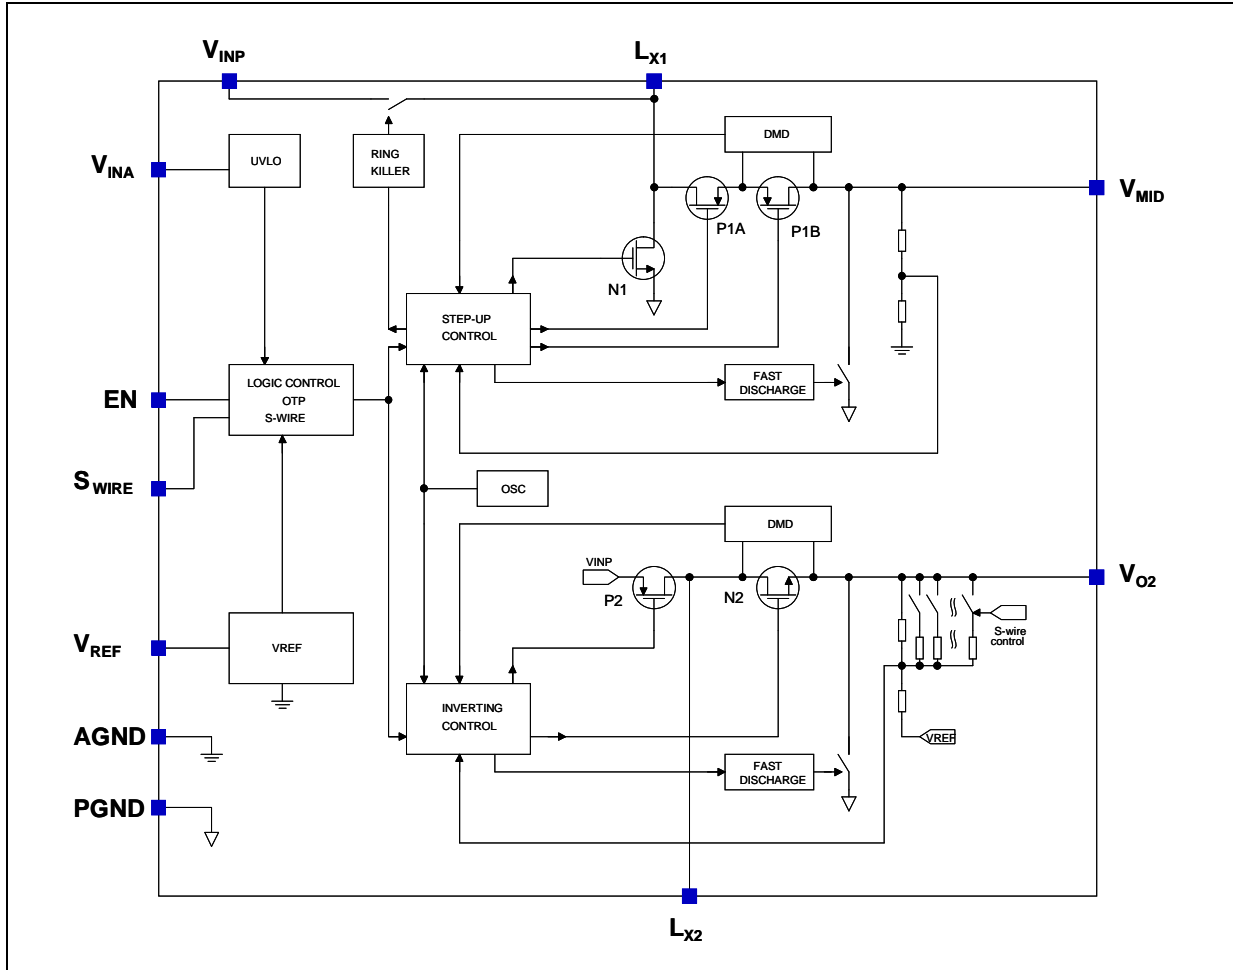 VINP
LX1
DMD
VINA
UVLO
RING
KILLER
VMID
P1A
P1B
N1
STEP-UP
CONTROL
EN
LOGIC CONTROL
OTP
S-WIRE
FAST
DISCHARGE
SWIRE
OSC
DMD
VINP
P2
N2
VO2
S-wire
control
VREF
VREF
INVERTING
CONTROL
VREF
AGND
FAST
DISCHARGE
PGND
LX2